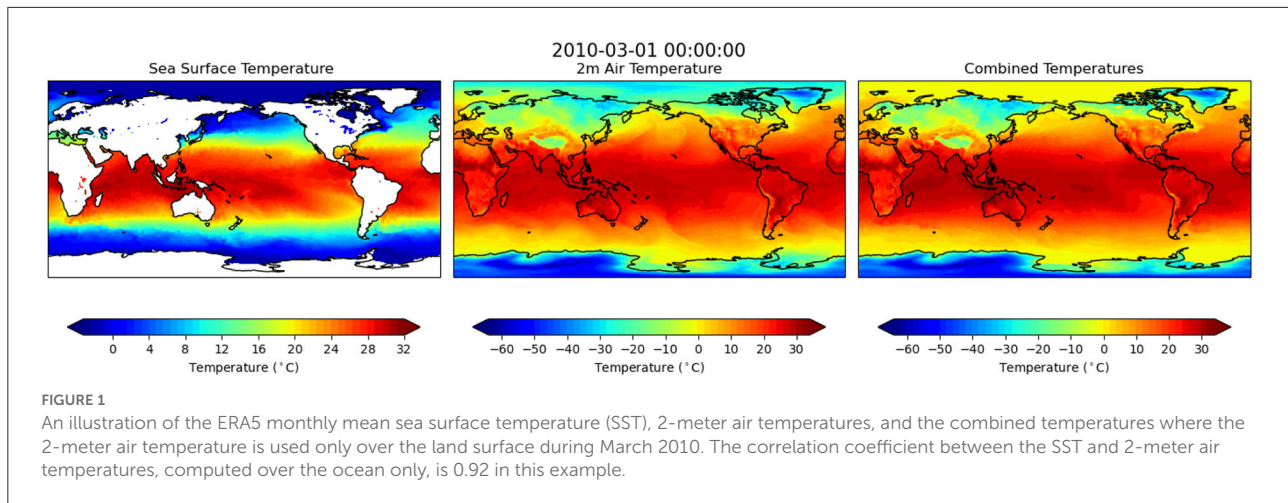 2010-03-01 00:00:00
Sea Surface Temperature
2m Air Temperature
Combined Temperatures
0 4 8 12 16 20 24 28 32
Temperature (°C)
−60 −50 −40 −30 −20 −10 0 10 20 30
Temperature (°C)
−60 −50 −40 −30 −20 −10 0 10 20 30
Temperature (°C)
FIGURE 1
An illustration of the ERA5 monthly mean sea surface temperature (SST), 2-meter air temperatures, and the combined temperatures where the
2-meter air temperature is used only over the land surface during March 2010. The correlation coefficient between the SST and 2-meter air
temperatures, computed over the ocean only, is 0.92 in this example.